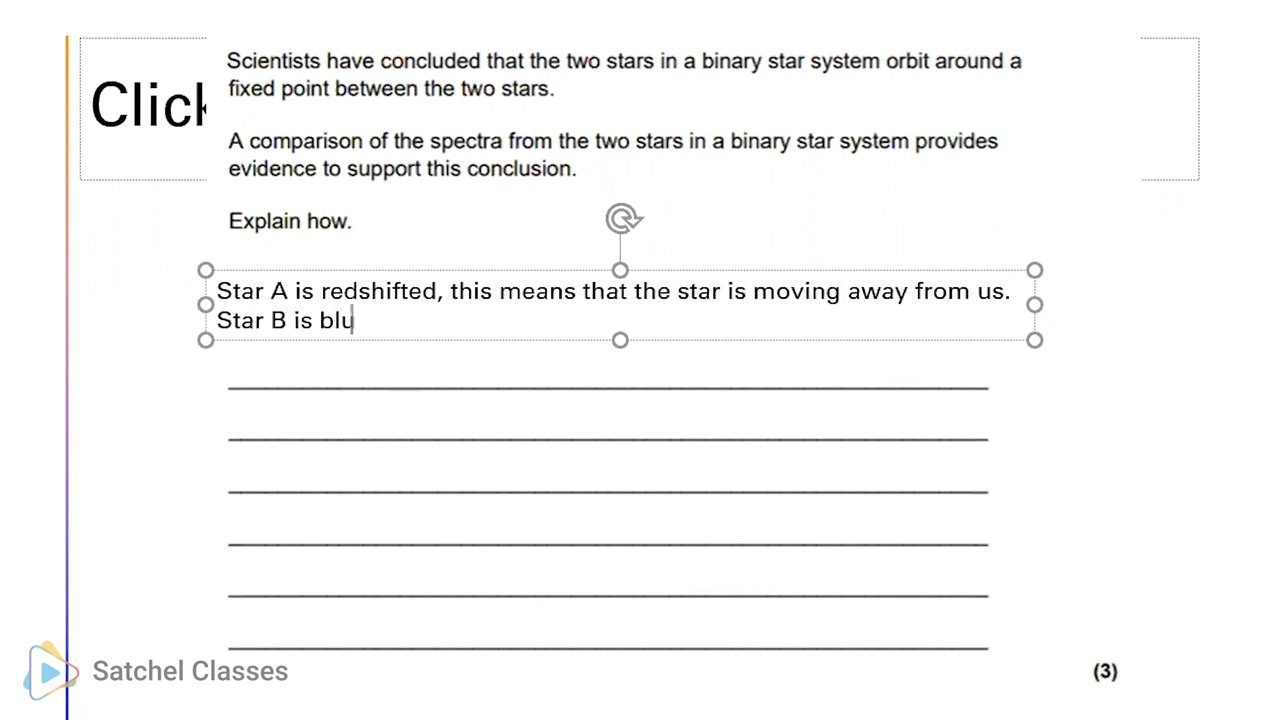 Scientists have concluded that the two stars in a binary star system orbit around a
fixed point between the two stars.
Click
A comparison of the spectra from the two stars in a binary star system provides
evidence to support this conclusion.
Explain how.
Star A is redshifted, this means that the star is moving away from us.
Star B is blu
Satchel Classes
(3)